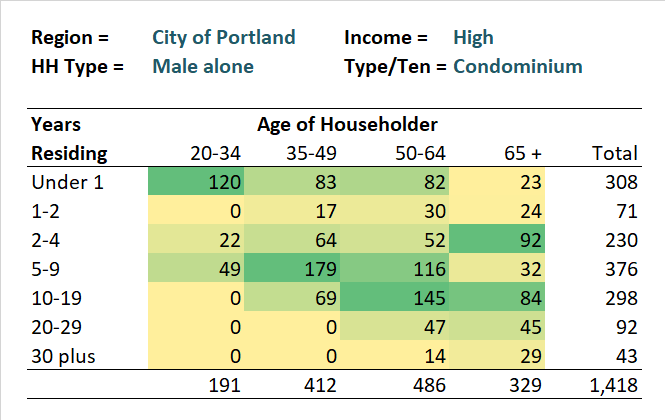 Region = City of Portland Income = High
HH Type = Male alone Type/Ten = Condominium
Years Age of Householder
Residing 20-34 35-49 50-64 65 + Total
Under 1 120 83 82 23 308
1-2 0 17 30 24 71
2-4 22 64 52 92 230
5-9 49 179 116 32 376
10-19 0 69 145 84 298
20-29 0 0 47 45 92
30 plus 0 0 14 29 43
191 412 486 329 1,418